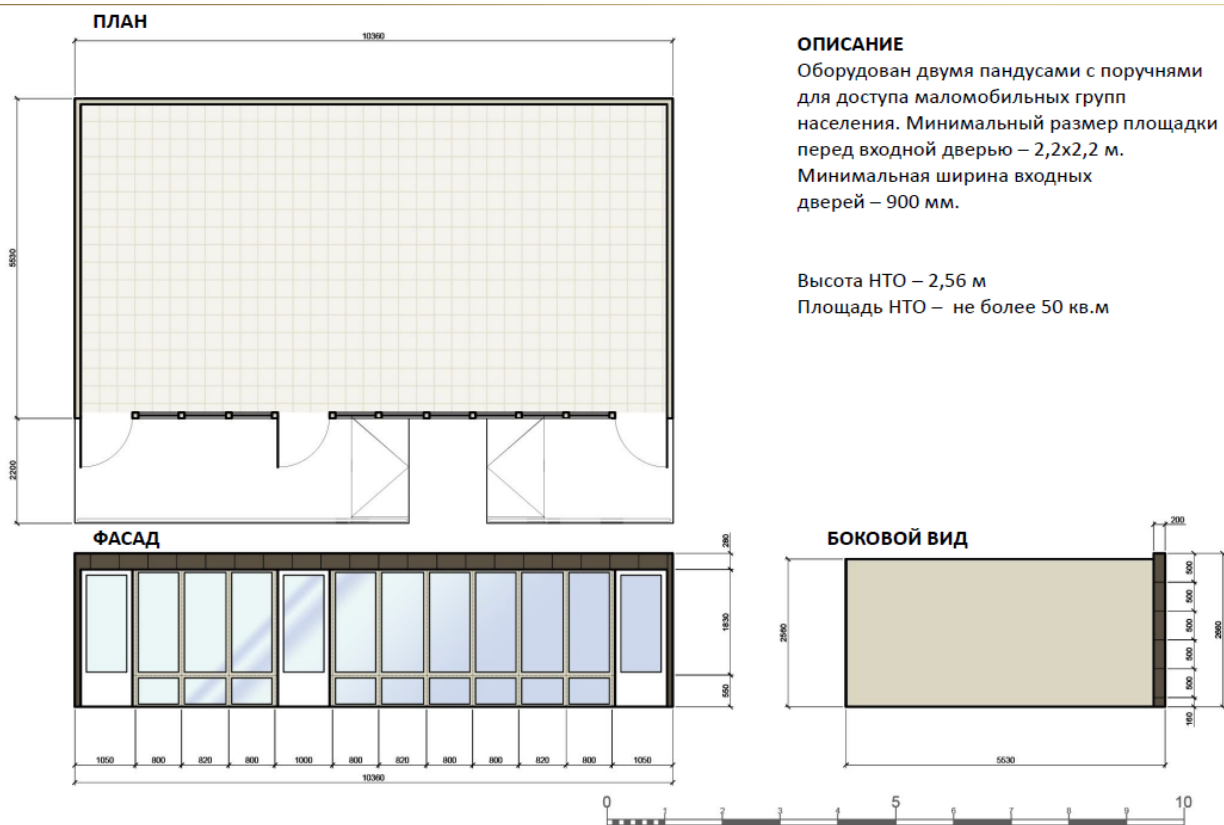 ПЛАН
10360
5530
2200
ОПИСАНИЕ
Оборудован двумя пандусами с поручнями
для доступа маломобильных групп
населения. Минимальный размер площадки
перед входной дверью – 2,2х2,2 м.
Минимальная ширина входных
дверей – 900 мм.
Высота НТО – 2,56 м
Площадь НТО – не более 50 кв.м
ФАСАД
280
1830
550
1050 800 820 800 1000 800 820 800 800 820 800 1050
10360
БОКОВОЙ ВИД
200
2560
500
500
500
500
500
160
2660
5530
0 1 2 3 4 5 6 7 8 9 10